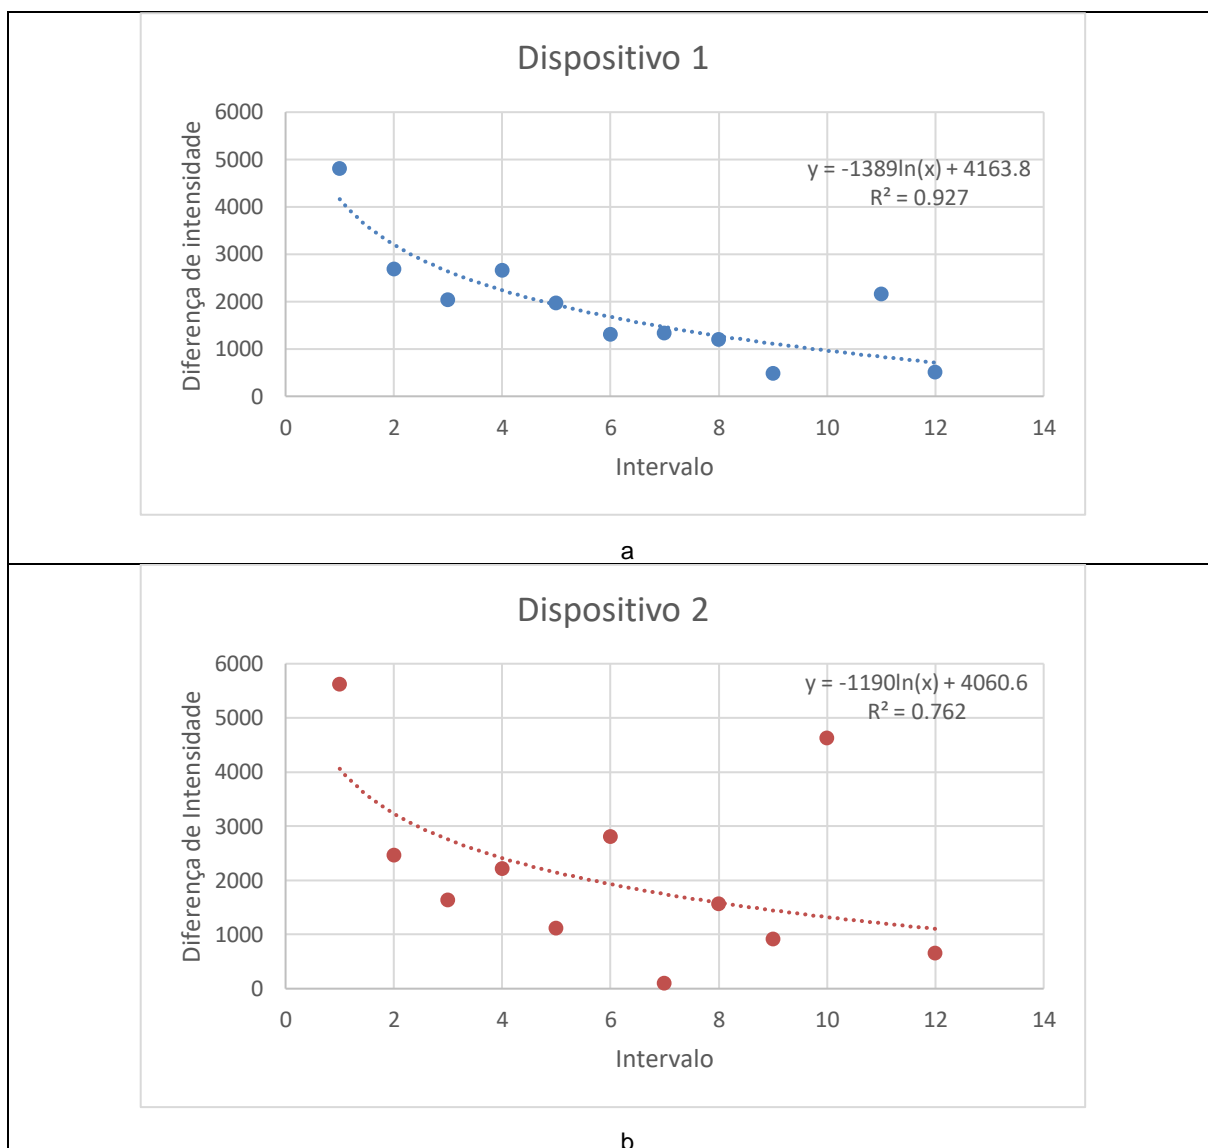 Dispositivo 1
Diferença de intensidade
6000
5000
4000
3000
2000
1000
0
y = -1389ln(x) + 4163.8
R² = 0.927
0 2 4 6 8 10 12 14
Intervalo
a
Dispositivo 2
Diferença de Intensidade
6000
5000
4000
3000
2000
1000
0
y = -1190ln(x) + 4060.6
R² = 0.762
0 2 4 6 8 10 12 14
Intervalo
b